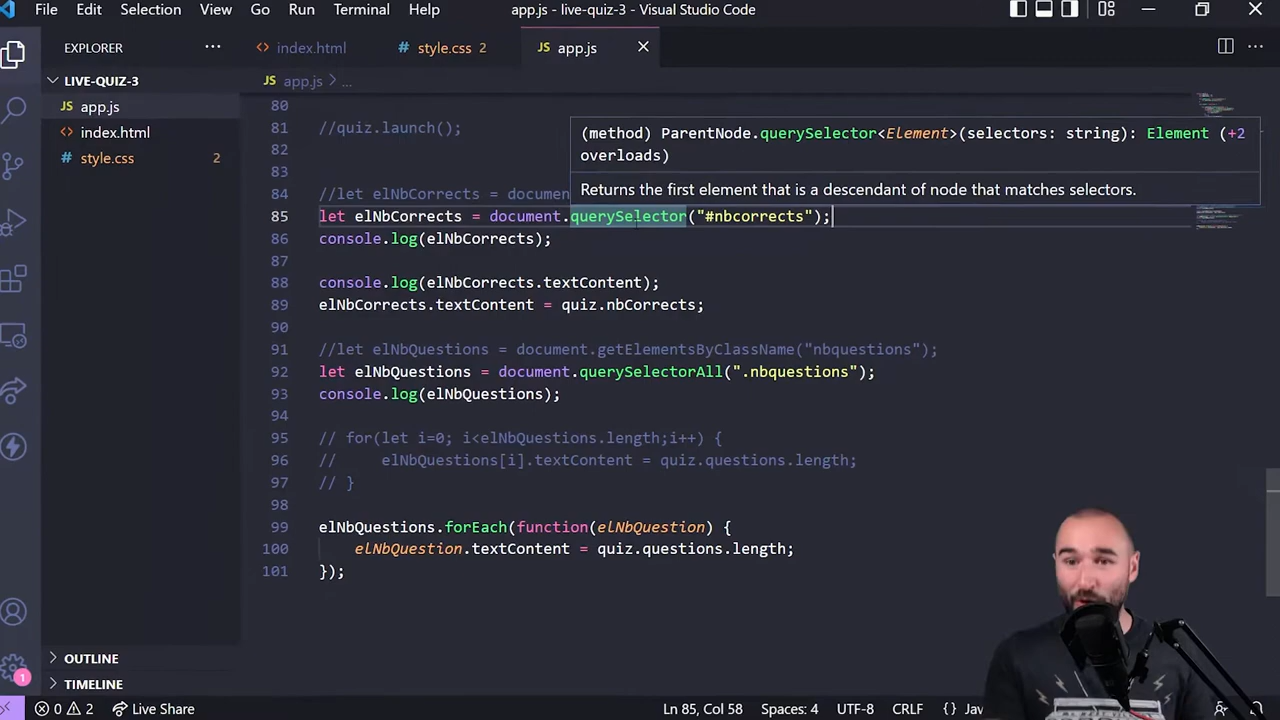 File Edit Selection View Go Run Terminal Help app.js - live-quiz-3 - Visual Studio Code
EXPLORER
index.html
style.css 2
JS app.js
LIVE-QUIZ-3
JS app.js
index.html
style.css 2
OUTLINE
TIMELINE
JS app.js > ...
80
81 //quiz.launch();
82
83
84 //let elNbCorrects = docum
85 let elNbCorrects = document.querySelector("#nbcorrects");
86 console.log(elNbCorrects);
87
88 console.log(elNbCorrects.textContent);
89 elNbCorrects.textContent = quiz.nbCorrects;
90
91 //let elNbQuestions = document.getElementsByClassName("nbquestions");
92 let elNbQuestions = document.querySelectorAll(".nbquestions");
93 console.log(elNbQuestions);
94
95 // for(let i=0; i<elNbQuestions.length;i++) {
96 //     elNbQuestions[i].textContent = quiz.questions.length;
97 // }
98
99 elNbQuestions.forEach(function(elNbQuestion) {
100     elNbQuestion.textContent = quiz.questions.length;
101 });
(method) ParentNode.querySelector<Element>(selectors: string): Element (+2
overloads)
Returns the first element that is a descendant of node that matches selectors.
1
0 2 Live Share Ln 85, Col 58 Spaces: 4 UTF-8 CRLF {} Jav